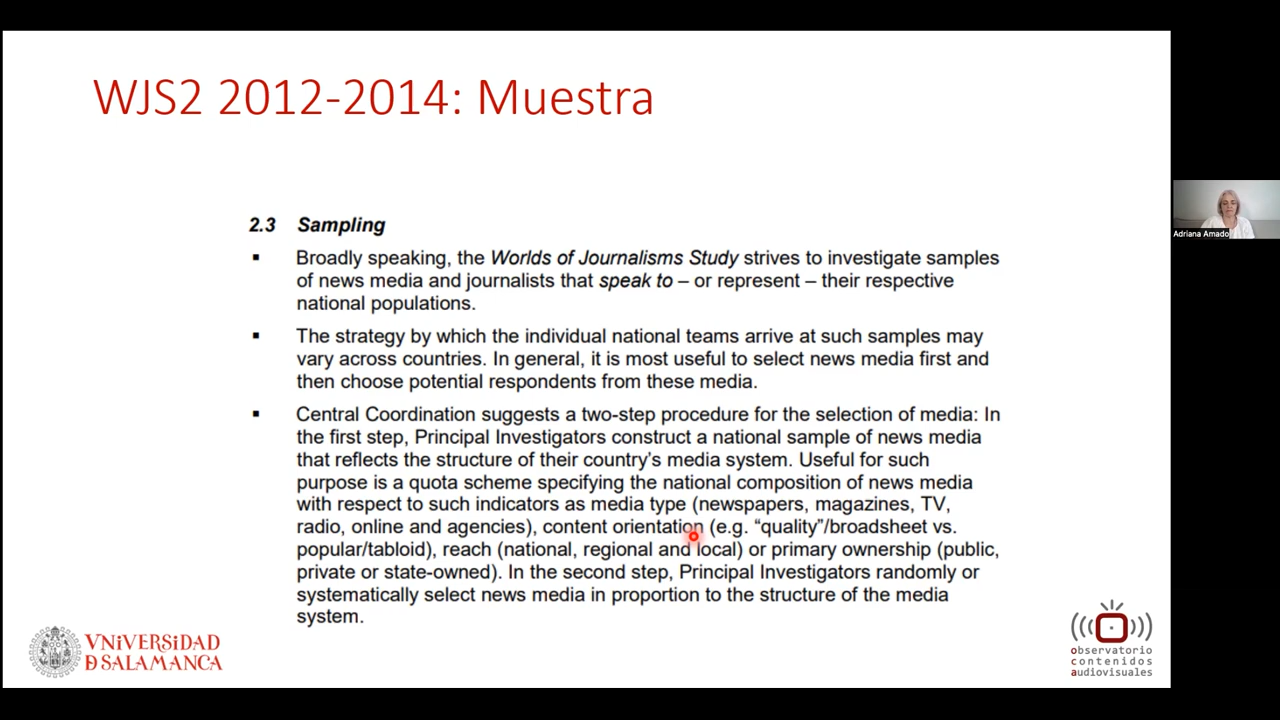 WJS2 2012-2014: Muestra
2.3 Sampling
▪ Broadly speaking, the Worlds of Journalisms Study strives to investigate samples
of news media and journalists that speak to – or represent – their respective
national populations.
▪ The strategy by which the individual national teams arrive at such samples may
vary across countries. In general, it is most useful to select news media first and
then choose potential respondents from these media.
▪ Central Coordination suggests a two-step procedure for the selection of media: In
the first step, Principal Investigators construct a national sample of news media
that reflects the structure of their country's media system. Useful for such
purpose is a quota scheme specifying the national composition of news media
with respect to such indicators as media type (newspapers, magazines, TV,
radio, online and agencies), content orientation (e.g. “quality”/broadsheet vs.
popular/tabloid), reach (national, regional and local) or primary ownership (public,
private or state-owned). In the second step, Principal Investigators randomly or
systematically select news media in proportion to the structure of the media
system.
Adriana Amado
VNiVERSiDAD
D SALAMANCA
observatorio
contenidos
audiovisuales